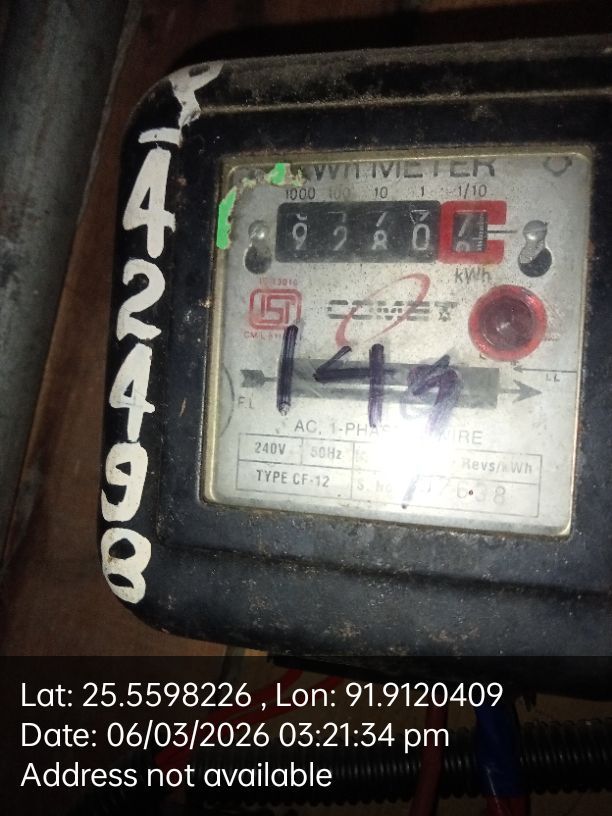 Y-42498
kWh METER
1000 100 10 1 1/10
9 2 8 0
kWh
COMET
149
F.L
AC, 1-PHASE WIRE
240V 50Hz Revs/kWh
TYPE CF-12 S. No
Lat: 25.5598226 , Lon: 91.9120409
Date: 06/03/2026 03:21:34 pm
Address not available